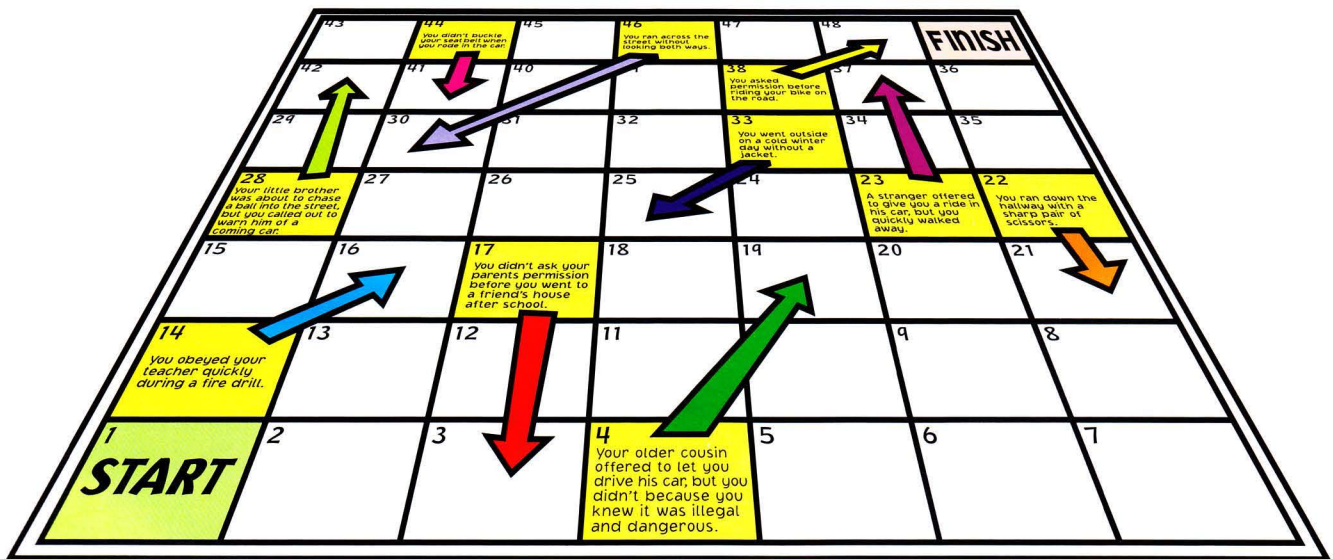 43
44
You didn't buckle
your seatbelt when
you rode in the car.
45
46
You ran across the
street without
looking both ways.
47
48
FINISH
42
41
40
38
You asked
permission before
riding your bike on
the road.
37
36
29
30
31
32
33
You went outside
on a cold winter
day without a
jacket.
34
35
28
Your little brother
was about to chase
a ball into the street,
but you called out to
warn him of a
coming car.
27
26
25
24
23
A stranger offered
to give you a ride in
his car, but you
quickly walked
away.
22
You ran down the
hallway with a
sharp pair of
scissors.
15
16
17
You didn't ask your
parents permission
before you went to
a friend's house
after school.
18
19
20
21
14
You obeyed your
teacher quickly
during a fire drill.
13
12
11
9
8
1
START
2
3
4
Your older cousin
offered to let you
drive his car, but you
didn't because you
knew it was illegal
and dangerous.
5
6
7